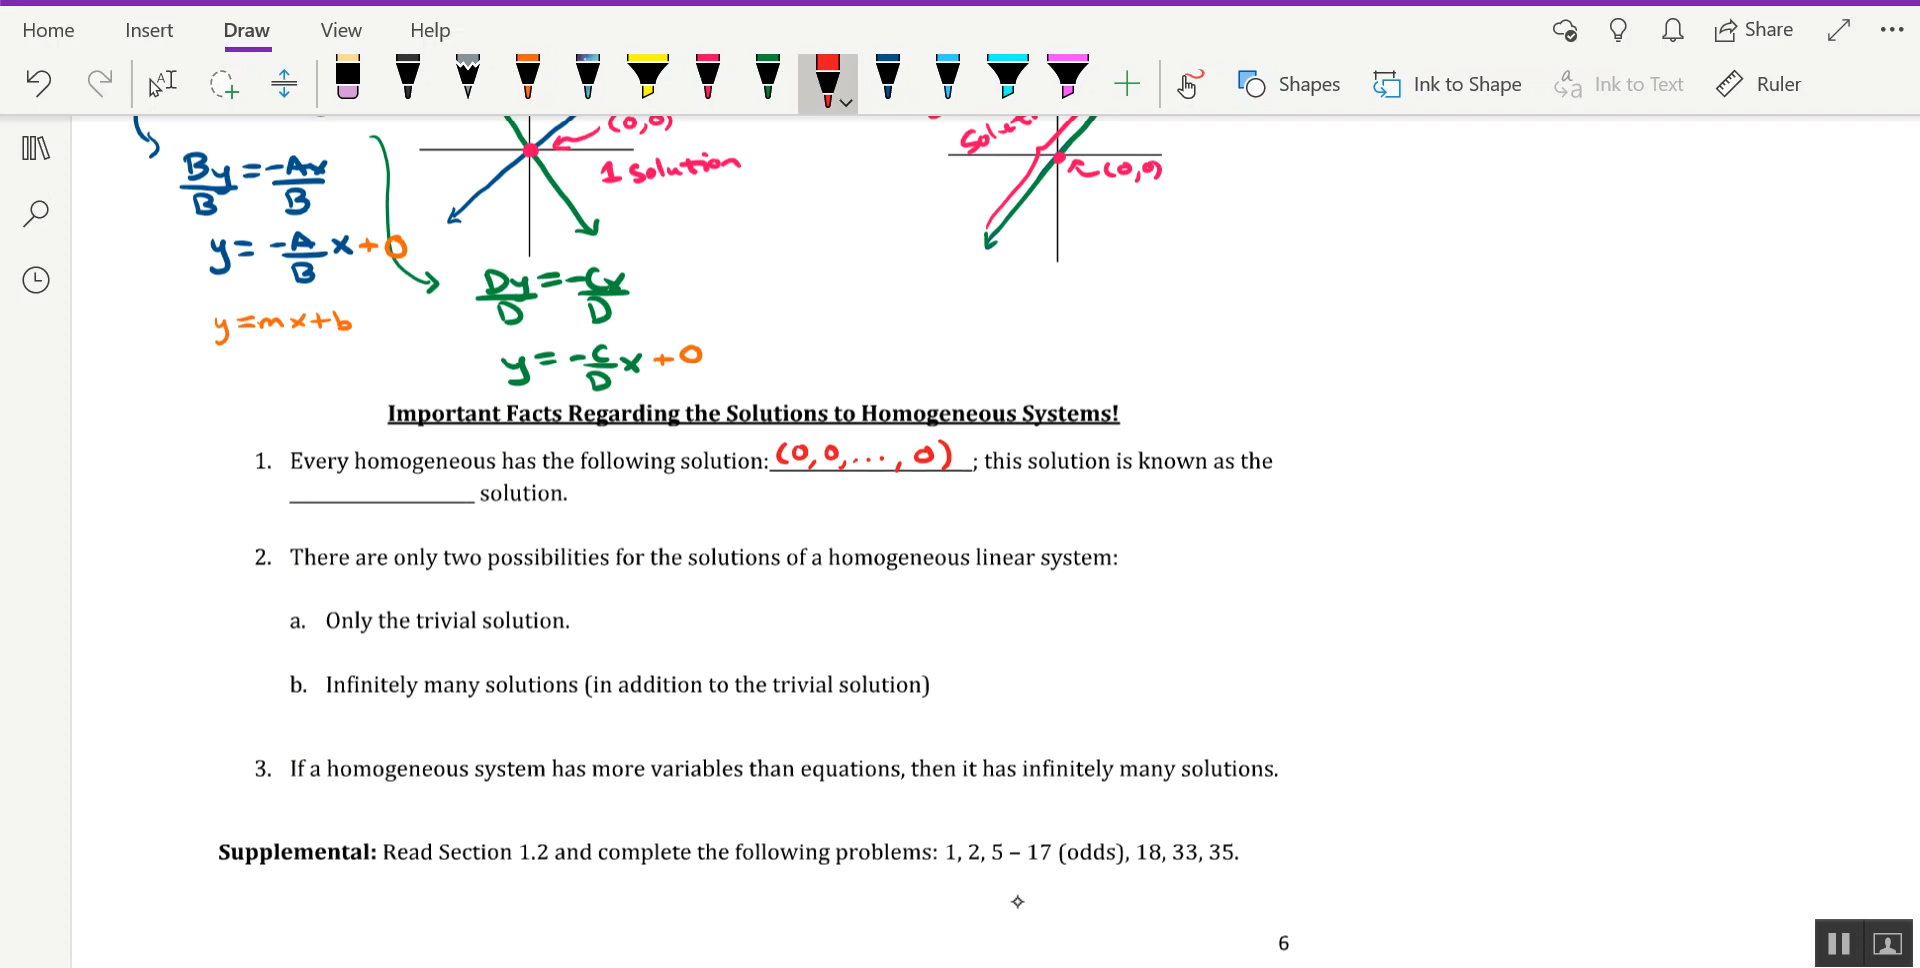 Home Insert Draw View Help Share
Shapes Ink to Shape Ink to Text Ruler
(0,0)
1 Solution
(0,0)
By = -Ax
B B
y = -A x + 0
B
y = mx + b
Dy = -Cx
D D
y = -C x + 0
D
Important Facts Regarding the Solutions to Homogeneous Systems!
1. Every homogeneous has the following solution: (0, 0, ..., 0) ; this solution is known as the
_________________ solution.
2. There are only two possibilities for the solutions of a homogeneous linear system:
a. Only the trivial solution.
b. Infinitely many solutions (in addition to the trivial solution)
3. If a homogeneous system has more variables than equations, then it has infinitely many solutions.
Supplemental: Read Section 1.2 and complete the following problems: 1, 2, 5 – 17 (odds), 18, 33, 35.
6